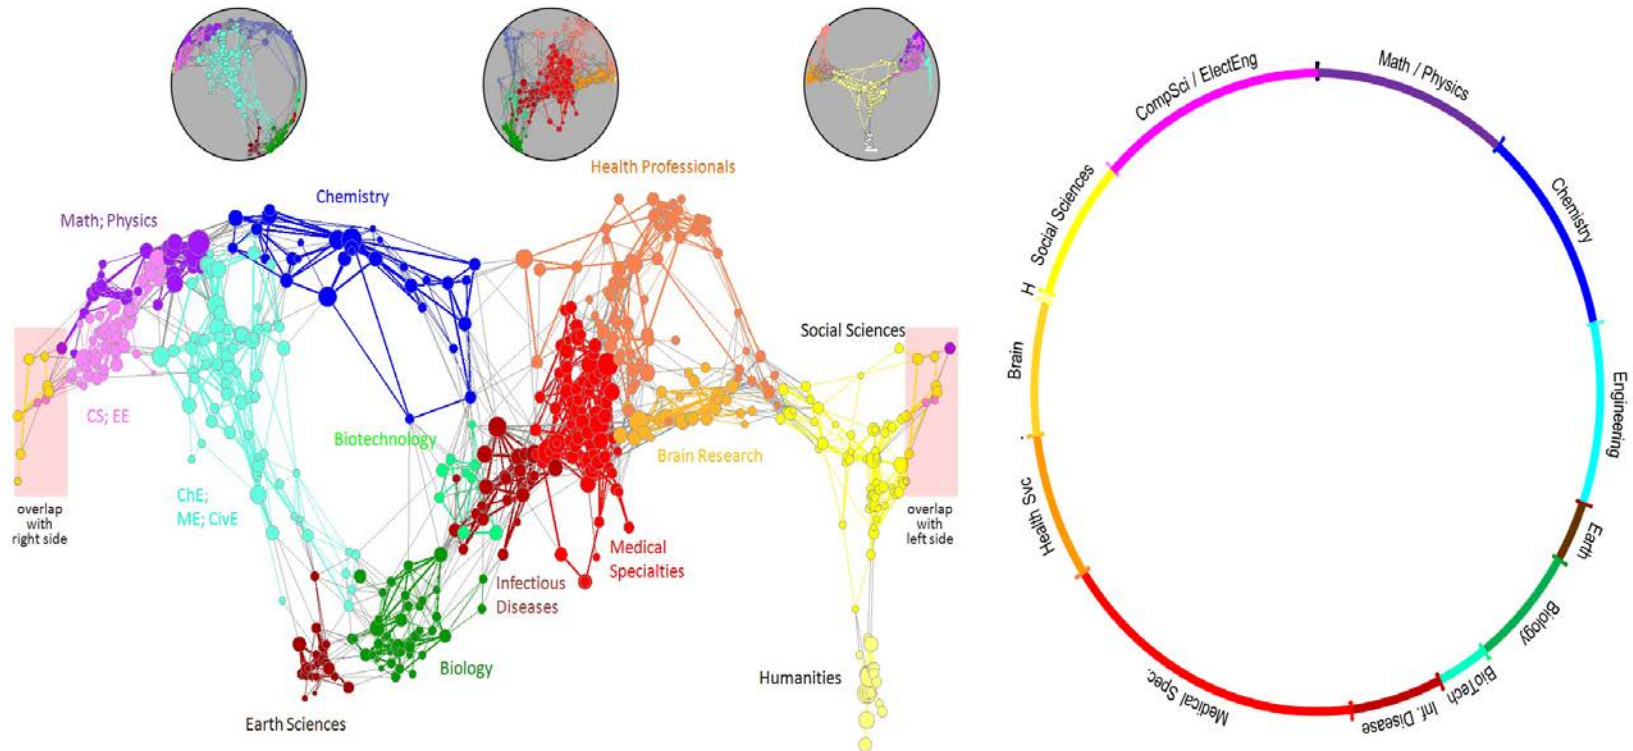 Health Professionals
Chemistry
Math; Physics
Social Sciences
CS; EE
Biotechnology
Brain Research
ChE;
ME; CivE
overlap
with
right side
overlap
with
left side
Medical
Specialties
Infectious
Diseases
Biology
Humanities
Earth Sciences
CompSci / ElectEng
Math / Physics
Chemistry
Engineering
Earth
Biology
BioTech
Inf. Disease
Medical Spec.
Health Svc
Brain
H
Social Sciences